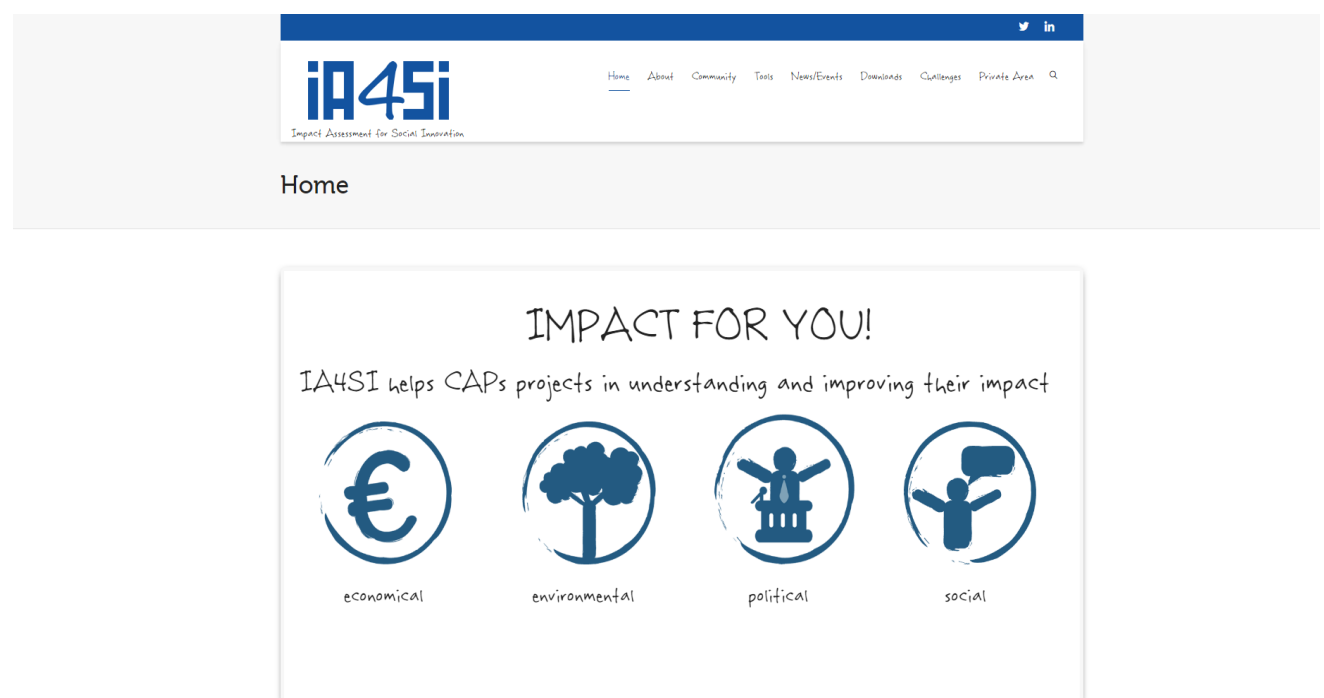 in
iA4Si
Impact Assessment for Social Innovation
Home About Community Tools News/Events Downloads Challenges Private Area
Home
IMPACT FOR YOU!
IA4SI helps CAPs projects in understanding and improving their impact
€
economical environmental political social